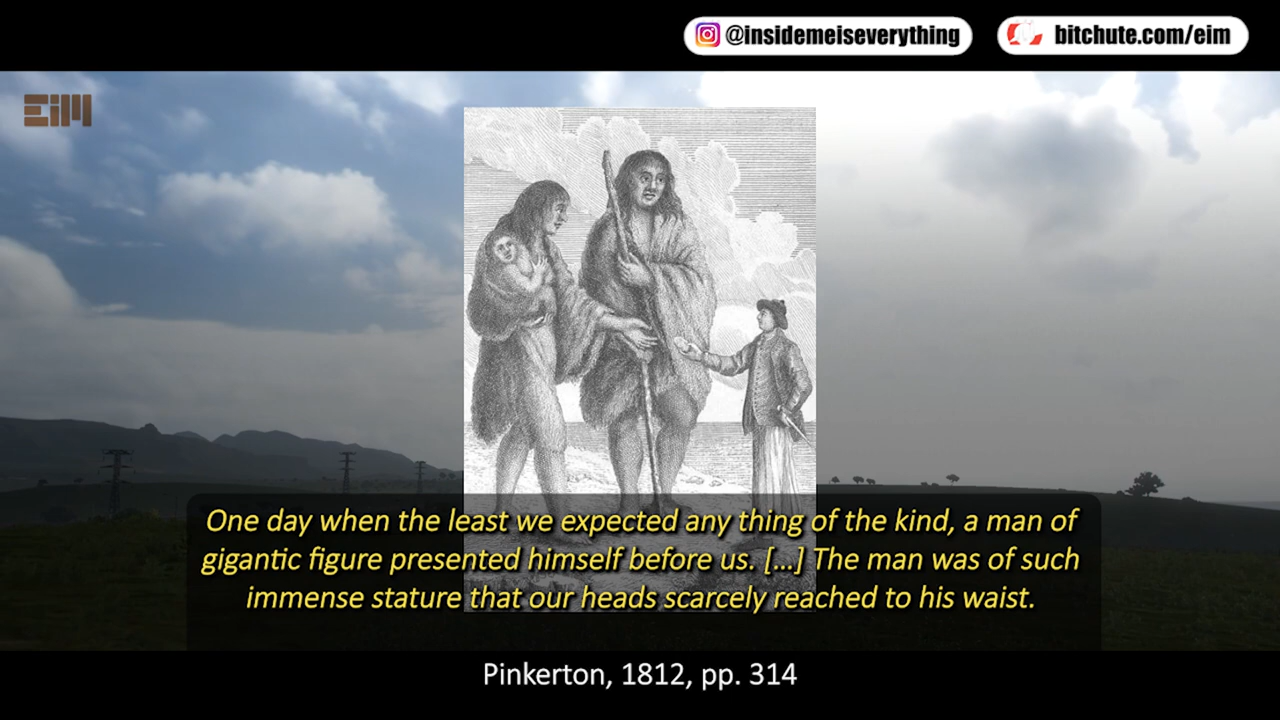 @insidemeiseverything
bitchute.com/eim
EiM
One day when the least we expected any thing of the kind, a man of
gigantic figure presented himself before us. [...] The man was of such
immense stature that our heads scarcely reached to his waist.
Pinkerton, 1812, pp. 314